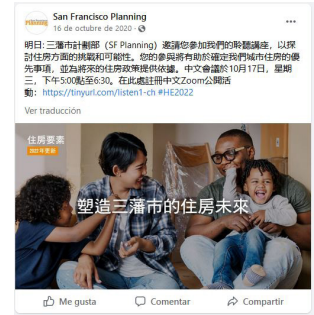 San Francisco Planning
16 de octubre de 2020 ·
明日: 三藩市計劃部（SF Planning）邀請您參加我們的聆聽講座，以探
討住房方面的挑戰和可能性。您的參與將有助於確定我們城市住房的優
先事項，並為將來的住房政策提供依據。中文會議於10月17日，星期
三，下午5:00點至6:30。在此處註冊中文Zoom公開活
動：https://tinyurl.com/listen1-ch #HE2022
Ver traducción
住房要素
2022年更新
塑造三藩市的住房未來
Me gusta
Comentar
Compartir